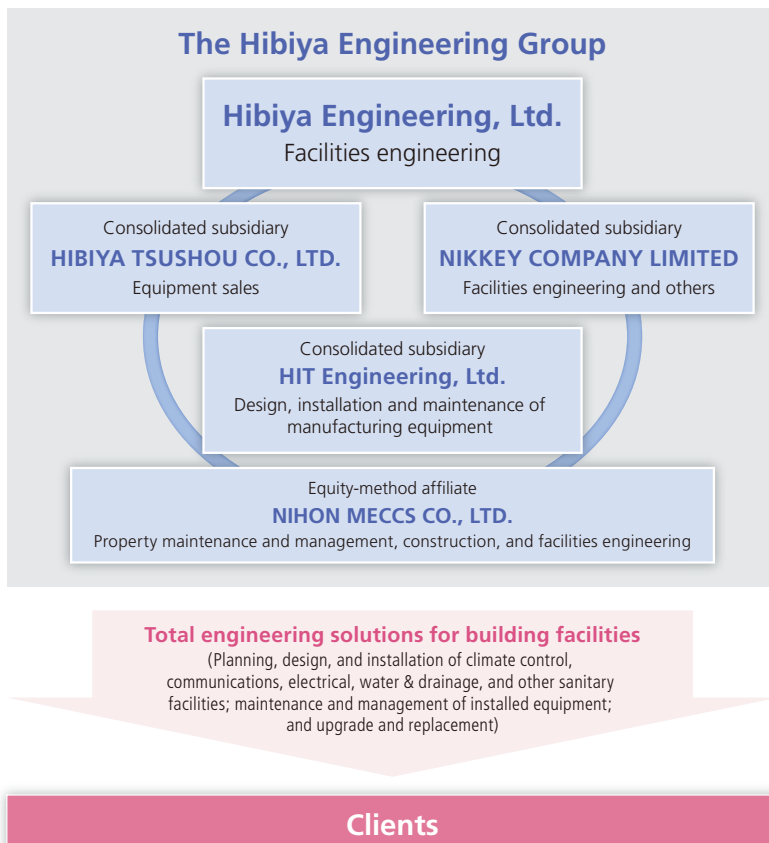 The Hibiya Engineering Group
Hibiya Engineering, Ltd.
Facilities engineering
Consolidated subsidiary
HIBIYA TSUSHOU CO., LTD.
Equipment sales
Consolidated subsidiary
NIKKEY COMPANY LIMITED
Facilities engineering and others
Consolidated subsidiary
HIT Engineering, Ltd.
Design, installation and maintenance of
manufacturing equipment
Equity-method affiliate
NIHON MECCS CO., LTD.
Property maintenance and management, construction, and facilities engineering
Total engineering solutions for building facilities
(Planning, design, and installation of climate control,
communications, electrical, water & drainage, and other sanitary
facilities; maintenance and management of installed equipment;
and upgrade and replacement)
Clients